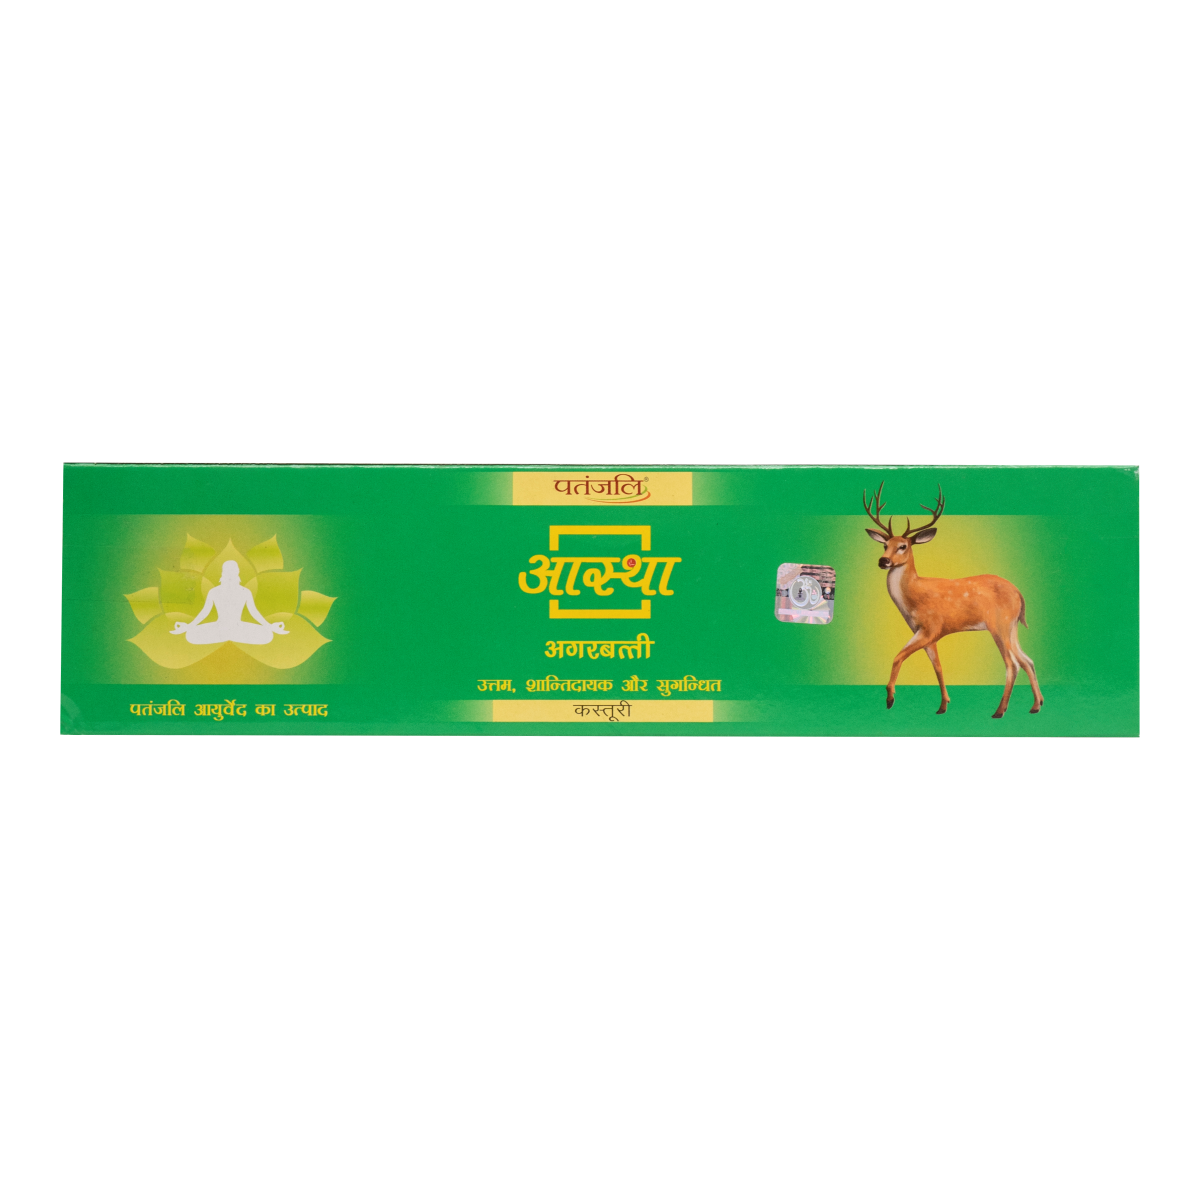 पतंजलि®
आस्था
अगरबत्ती
उत्तम, शान्तिदायक और सुगन्धित
कस्तूरी
पतंजलि आयुर्वेद का उत्पाद